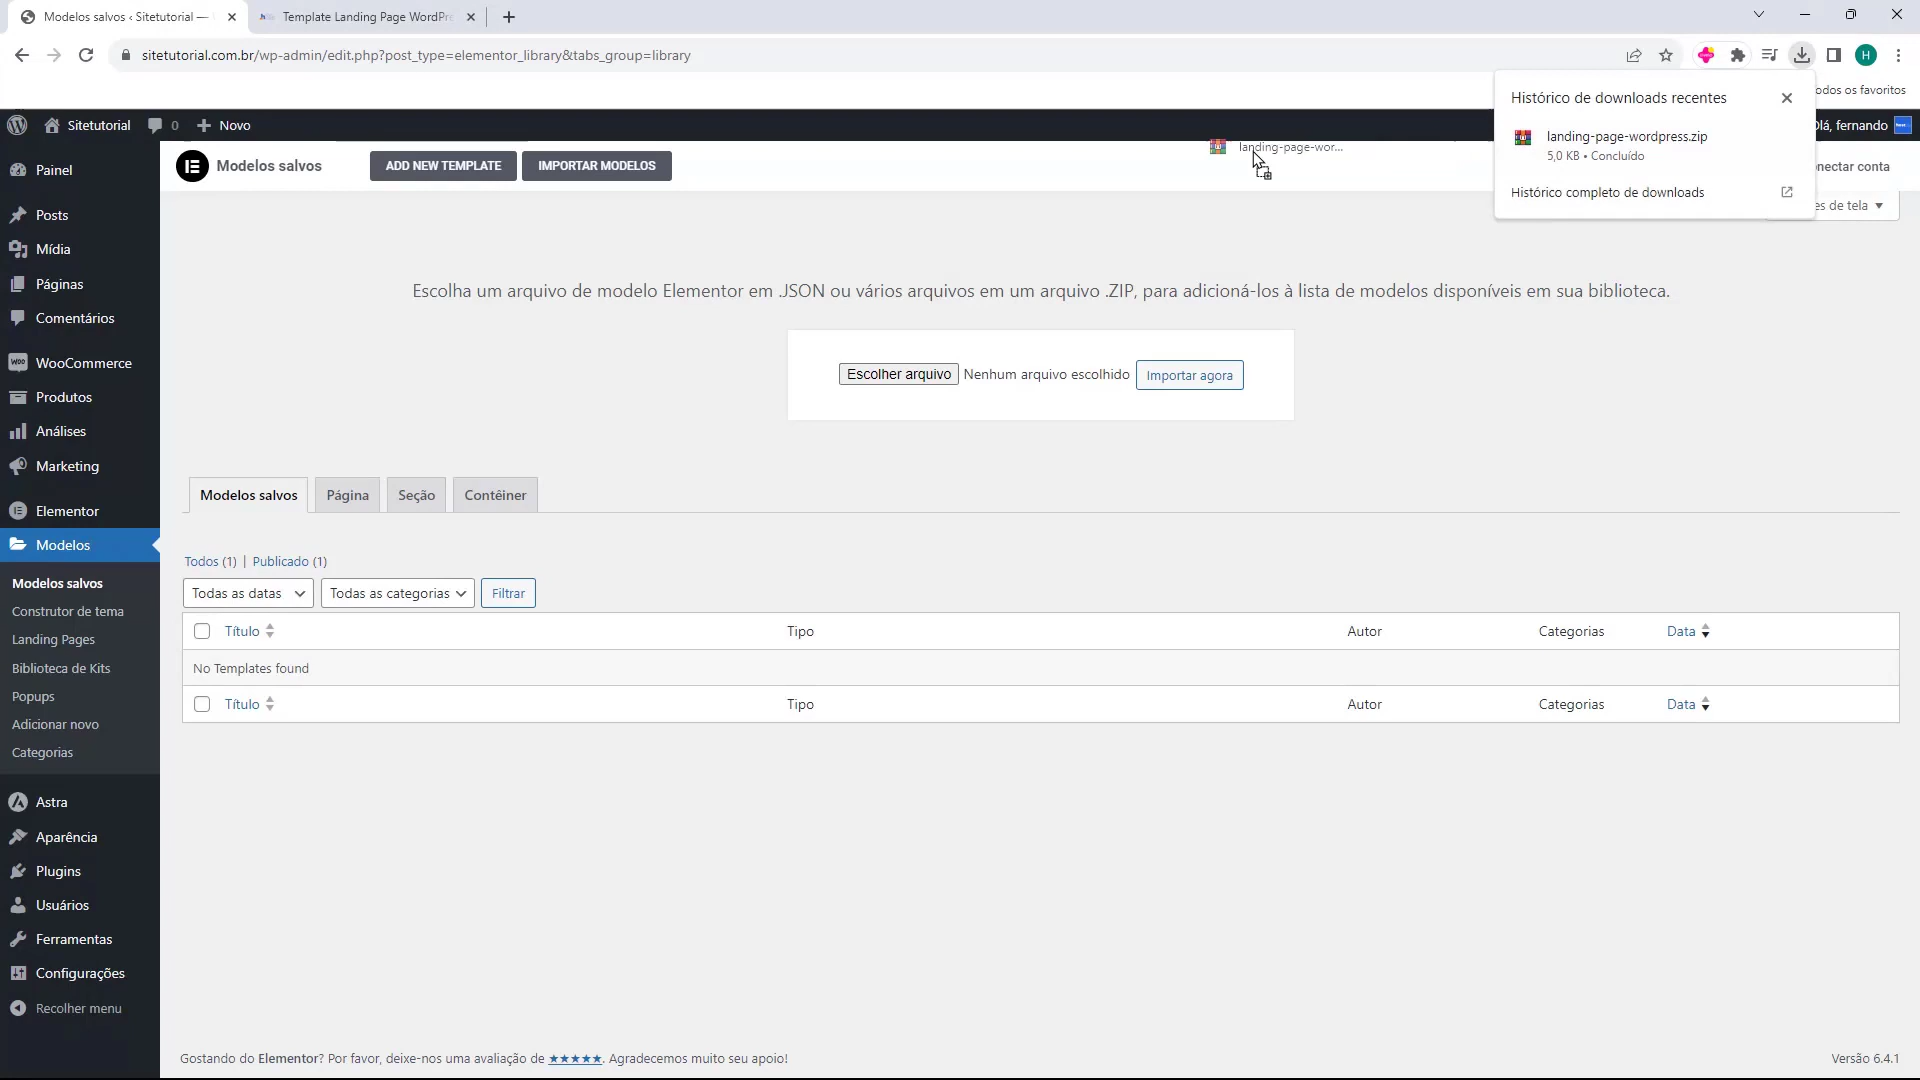 Modelos salvos ‹ Sitetutorial —
Template Landing Page WordPre
sitetutorial.com.br/wp-admin/edit.php?post_type=elementor_library&tabs_group=library
H
odos os favoritos
Histórico de downloads recentes
landing-page-wordpress.zip
5,0 KB • Concluído
Histórico completo de downloads
Sitetutorial
0
Novo
Olá, fernando
Modelos salvos
ADD NEW TEMPLATE
IMPORTAR MODELOS
landing-page-wor...
nectar conta
es de tela
Painel
Posts
Mídia
Páginas
Comentários
WooCommerce
Produtos
Análises
Marketing
Elementor
Modelos
Modelos salvos
Construtor de tema
Landing Pages
Biblioteca de Kits
Popups
Adicionar novo
Categorias
Astra
Aparência
Plugins
Usuários
Ferramentas
Configurações
Recolher menu
Escolha um arquivo de modelo Elementor em .JSON ou vários arquivos em um arquivo .ZIP, para adicioná-los à lista de modelos disponíveis em sua biblioteca.
Escolher arquivo Nenhum arquivo escolhido Importar agora
Modelos salvos Página Seção Contêiner
Todos (1) | Publicado (1)
Todas as datas Todas as categorias Filtrar
Título Tipo Autor Categorias Data
No Templates found
Título Tipo Autor Categorias Data
Gostando do Elementor? Por favor, deixe-nos uma avaliação de ★★★★★. Agradecemos muito seu apoio!
Versão 6.4.1